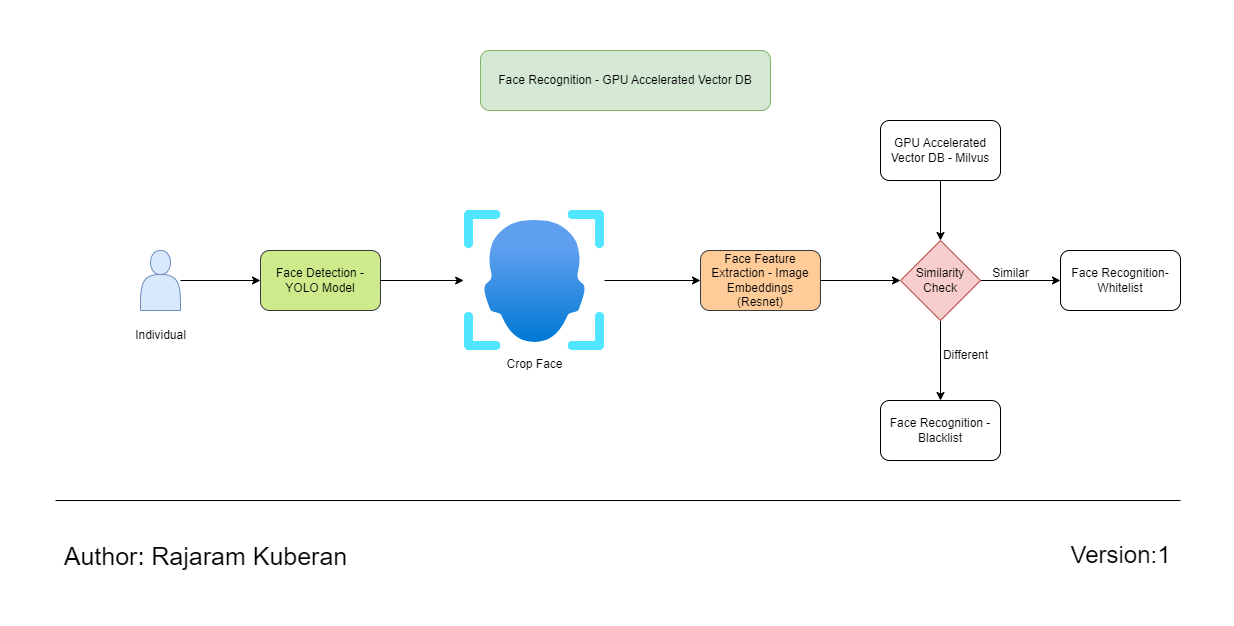 Face Recognition - GPU Accelerated Vector DB
GPU Accelerated
Vector DB - Milvus
Individual
Face Detection -
YOLO Model
Crop Face
Face Feature
Extraction - Image
Embeddings
(Resnet)
Similarity
Check
Similar
Face Recognition-
Whitelist
Different
Face Recognition -
Blacklist
Author: Rajaram Kuberan
Version:1